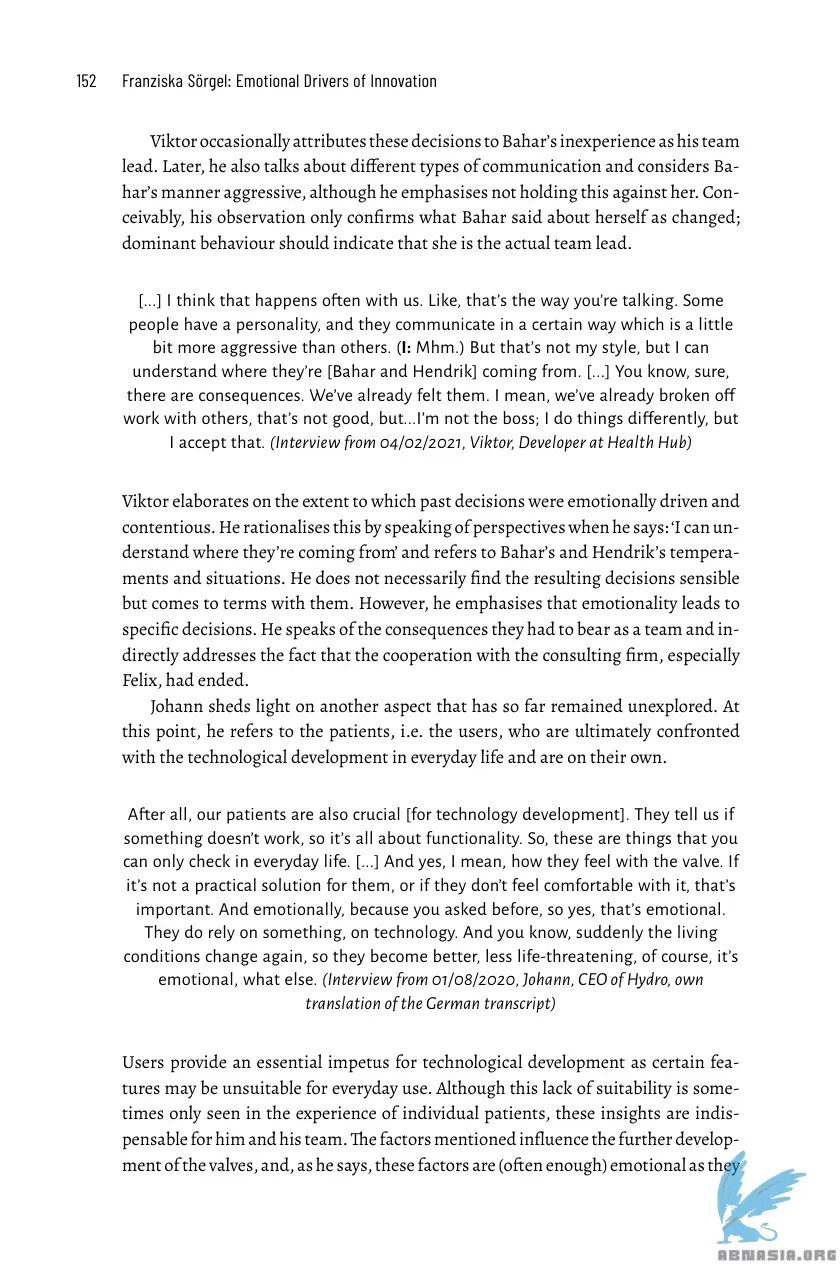 152 Franziska Sörgel: Emotional Drivers of Innovation
Viktor occasionally attributes these decisions to Bahar’s inexperience as his team
lead. Later, he also talks about different types of communication and considers Ba-
har’s manner aggressive, although he emphasises not holding this against her. Con-
ceivably, his observation only confirms what Bahar said about herself as changed;
dominant behaviour should indicate that she is the actual team lead.
[…] I think that happens often with us. Like, that’s the way you’re talking. Some
people have a personality, and they communicate in a certain way which is a little
bit more aggressive than others. (I: Mhm.) But that’s not my style, but I can
understand where they’re [Bahar and Hendrik] coming from. […] You know, sure,
there are consequences. We’ve already felt them. I mean, we’ve already broken off
work with others, that’s not good, but…I’m not the boss; I do things differently, but
I accept that. (Interview from 04/02/2021, Viktor, Developer at Health Hub)
Viktor elaborates on the extent to which past decisions were emotionally driven and
contentious. He rationalises this by speaking of perspectives when he says: ‘I can un-
derstand where they’re coming from’ and refers to Bahar’s and Hendrik’s tempera-
ments and situations. He does not necessarily find the resulting decisions sensible
but comes to terms with them. However, he emphasises that emotionality leads to
specific decisions. He speaks of the consequences they had to bear as a team and in-
directly addresses the fact that the cooperation with the consulting firm, especially
Felix, had ended.
Johann sheds light on another aspect that has so far remained unexplored. At
this point, he refers to the patients, i.e. the users, who are ultimately confronted
with the technological development in everyday life and are on their own.
After all, our patients are also crucial [for technology development]. They tell us if
something doesn’t work, so it’s all about functionality. So, these are things that you
can only check in everyday life. […] And yes, I mean, how they feel with the valve. If
it’s not a practical solution for them, or if they don’t feel comfortable with it, that’s
important. And emotionally, because you asked before, so yes, that’s emotional.
They do rely on something, on technology. And you know, suddenly the living
conditions change again, so they become better, less life-threatening, of course, it’s
emotional, what else. (Interview from 01/08/2020, Johann, CEO of Hydro, own
translation of the German transcript)
Users provide an essential impetus for technological development as certain fea-
tures may be unsuitable for everyday use. Although this lack of suitability is some-
times only seen in the experience of individual patients, these insights are indis-
pensable for him and his team. The factors mentioned influence the further develop-
ment of the valves, and, as he says, these factors are (often enough) emotional as they
ABNASIA.ORG